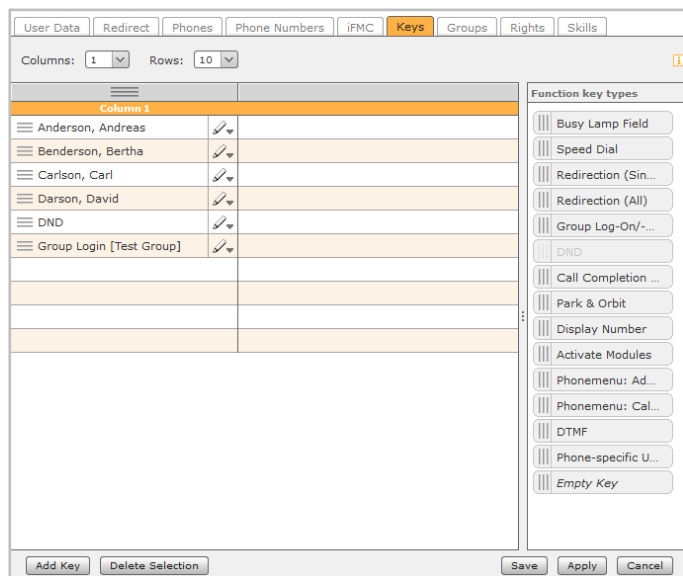 User Data Redirect Phones Phone Numbers iFMC Keys Groups Rights Skills
Columns: 1 Rows: 10
Function key types
Column 1
Anderson, Andreas
Benderson, Bertha
Carlson, Carl
Darson, David
DND
Group Login [Test Group]
Busy Lamp Field
Speed Dial
Redirection (Sin...
Redirection (All)
Group Log-On/-...
DND
Call Completion ...
Park & Orbit
Display Number
Activate Modules
Phonemenu: Ad...
Phonemenu: Cal...
DTMF
Phone-specific U...
Empty Key
Add Key Delete Selection Save Apply Cancel